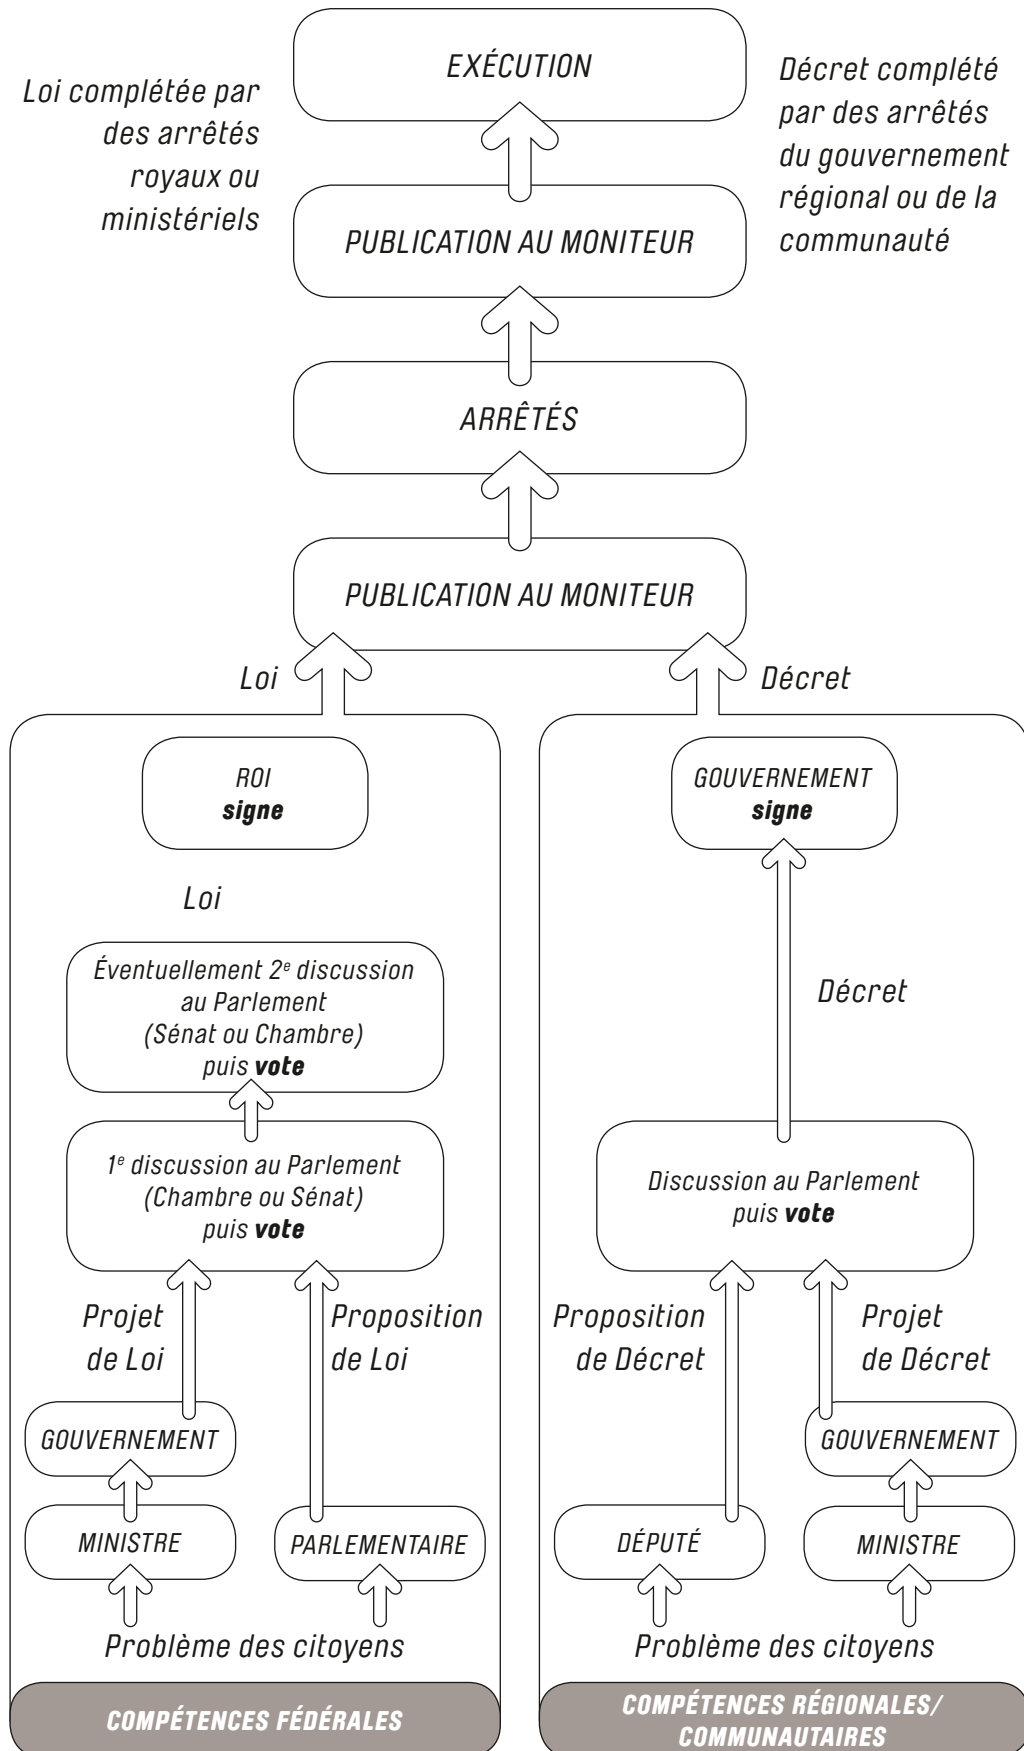 EXÉCUTION
Loi complétée par
des arrêtés
royaux ou
ministériels
Décret complété
par des arrêtés
du gouvernement
régional ou de la
communauté
PUBLICATION AU MONITEUR
ARRÊTÉS
PUBLICATION AU MONITEUR
Loi
Décret
ROI
signe
Loi
Éventuellement 2e discussion
au Parlement
(Sénat ou Chambre)
puis vote
1e discussion au Parlement
(Chambre ou Sénat)
puis vote
Projet
de Loi
Proposition
de Loi
GOUVERNEMENT
MINISTRE
PARLEMENTAIRE
Problème des citoyens
COMPÉTENCES FÉDÉRALES
GOUVERNEMENT
signe
Décret
Discussion au Parlement
puis vote
Proposition
de Décret
Projet
de Décret
GOUVERNEMENT
DÉPUTÉ
MINISTRE
Problème des citoyens
COMPÉTENCES RÉGIONALES/
COMMUNAUTAIRES